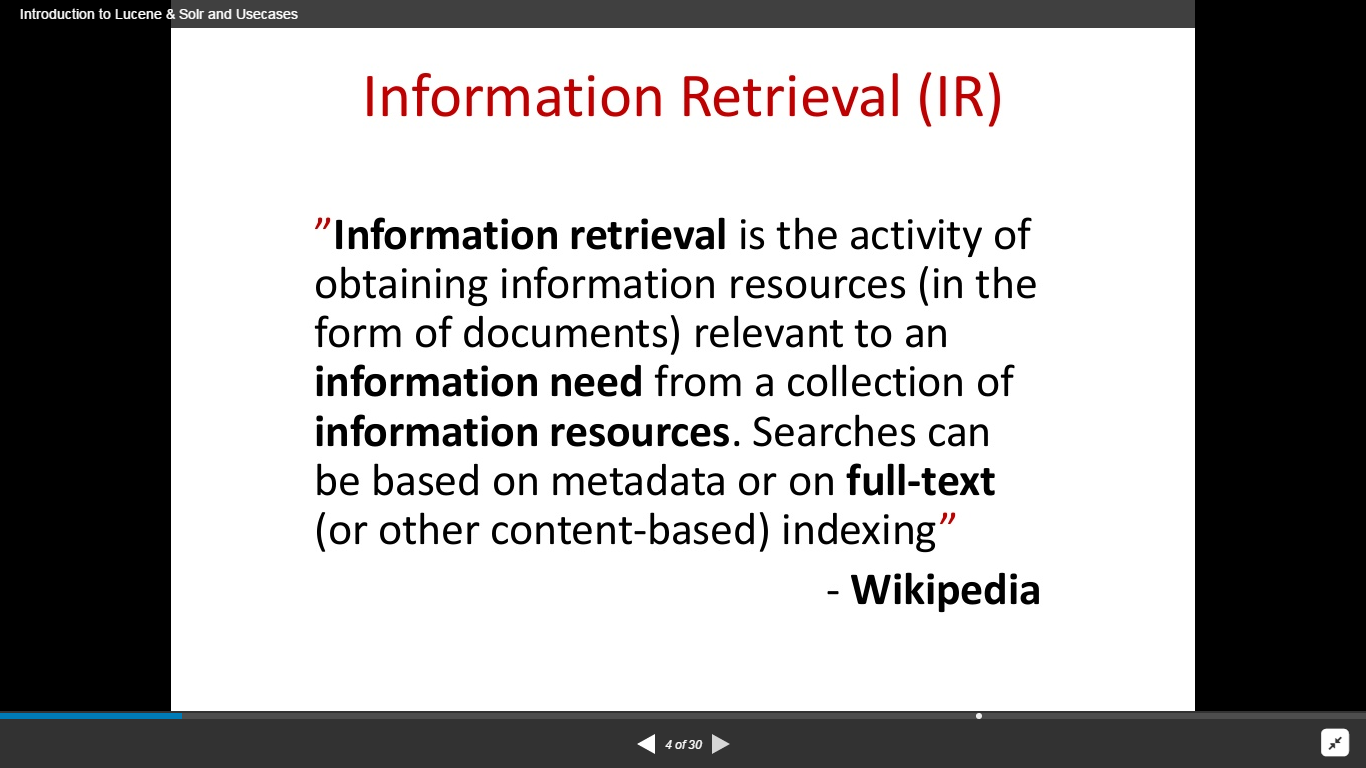 Introduction to Lucene & Solr and Usecases
Information Retrieval (IR)
”Information retrieval is the activity of
obtaining information resources (in the
form of documents) relevant to an
information need from a collection of
information resources. Searches can
be based on metadata or on full-text
(or other content-based) indexing”
- Wikipedia
4 of 30